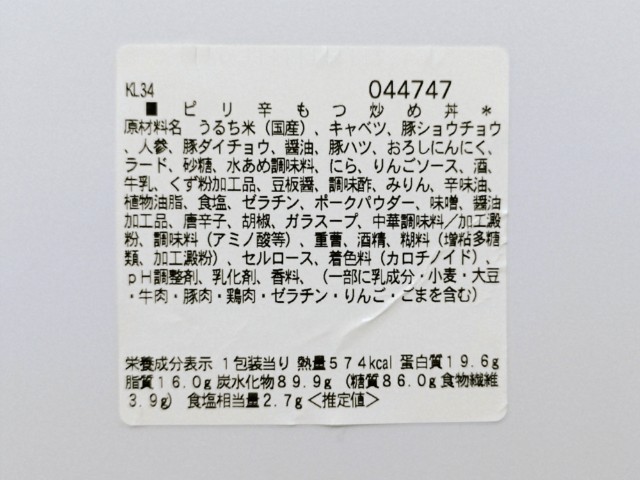 KL34 044747
■ ピリ辛もつ炒め丼 *
原材料名 うるち米（国産）、キャベツ、豚ショウチョウ
、人参、豚ダイチョウ、醤油、豚ハツ、おろしにんにく、
ラード、砂糖、水あめ調味料、にら、りんごソース、酒、
牛乳、くず粉加工品、豆板醤、調味酢、みりん、辛味油、
植物油脂、食塩、ゼラチン、ポークパウダー、味噌、醤油
加工品、唐辛子、胡椒、ガラスープ、中華調味料／加工澱
粉、調味料（アミノ酸等）、重曹、酒精、糊料（増粘多糖
類、加工澱粉）、セルロース、着色料（カロチノイド）、
ｐＨ調整剤、乳化剤、香料、（一部に乳成分・小麦・大豆
・牛肉・豚肉・鶏肉・ゼラチン・りんご・ごまを含む）
栄養成分表示 １包装当り 熱量５７４kcal 蛋白質１９.６g
脂質１６.０g 炭水化物８９.９g （糖質８６.０g 食物繊維
３.９g） 食塩相当量２.７g＜推定値＞